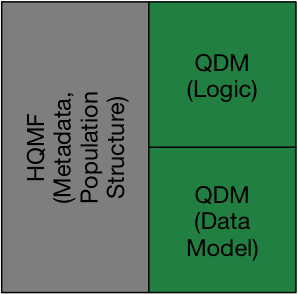 HQMF
(Metadata,
Population
Structure)
QDM
(Logic)
QDM
(Data
Model)